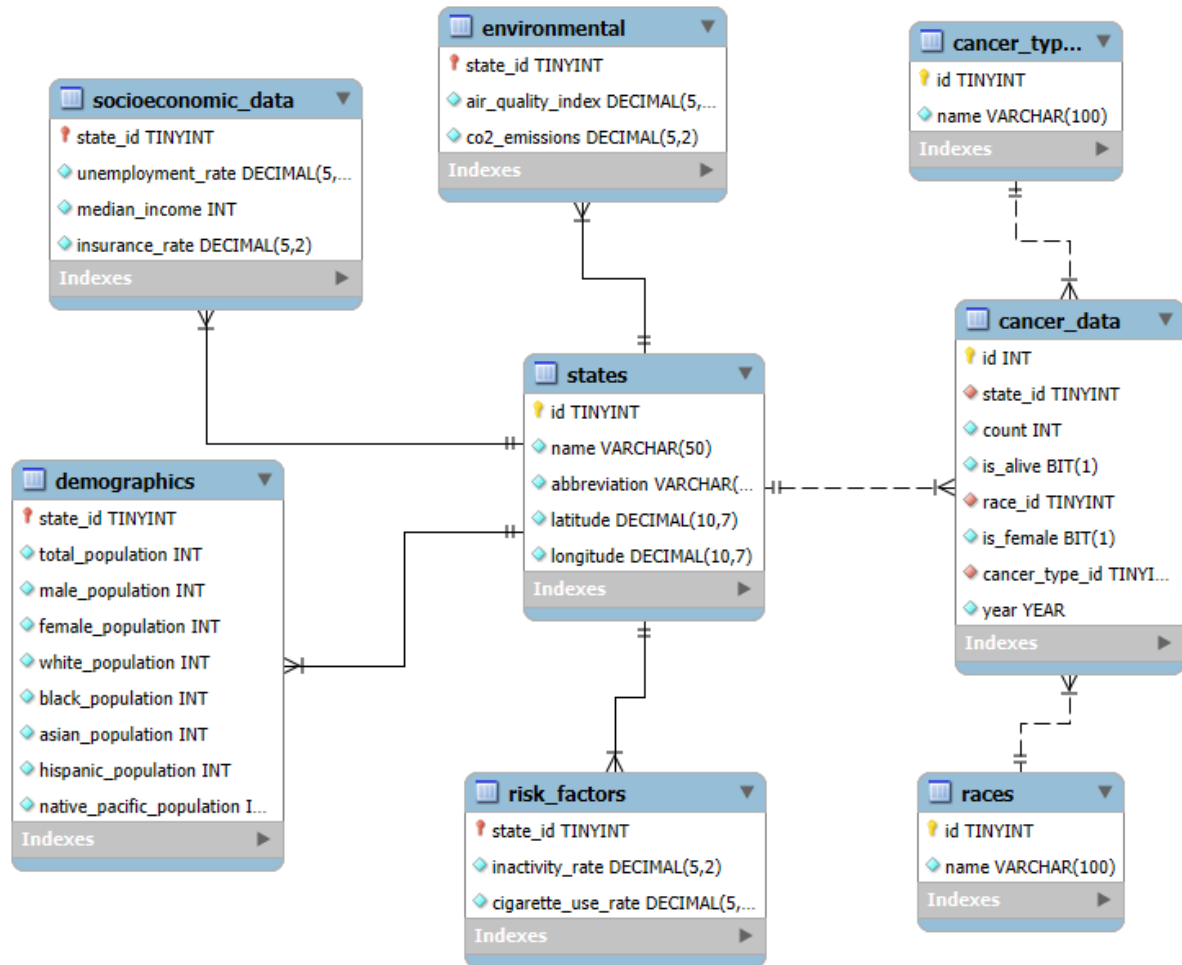 environmental
state_id TINYINT
air_quality_index DECIMAL(5,...
co2_emissions DECIMAL(5,2)
Indexes
cancer_typ...
id TINYINT
name VARCHAR(100)
Indexes
socioeconomic_data
state_id TINYINT
unemployment_rate DECIMAL(5,...
median_income INT
insurance_rate DECIMAL(5,2)
Indexes
states
id TINYINT
name VARCHAR(50)
abbreviation VARCHAR(...
latitude DECIMAL(10,7)
longitude DECIMAL(10,7)
Indexes
cancer_data
id INT
state_id TINYINT
count INT
is_alive BIT(1)
race_id TINYINT
is_female BIT(1)
cancer_type_id TINYI...
year YEAR
Indexes
demographics
state_id TINYINT
total_population INT
male_population INT
female_population INT
white_population INT
black_population INT
asian_population INT
hispanic_population INT
native_pacific_population I...
Indexes
risk_factors
state_id TINYINT
inactivity_rate DECIMAL(5,2)
cigarette_use_rate DECIMAL(5,...
Indexes
races
id TINYINT
name VARCHAR(100)
Indexes